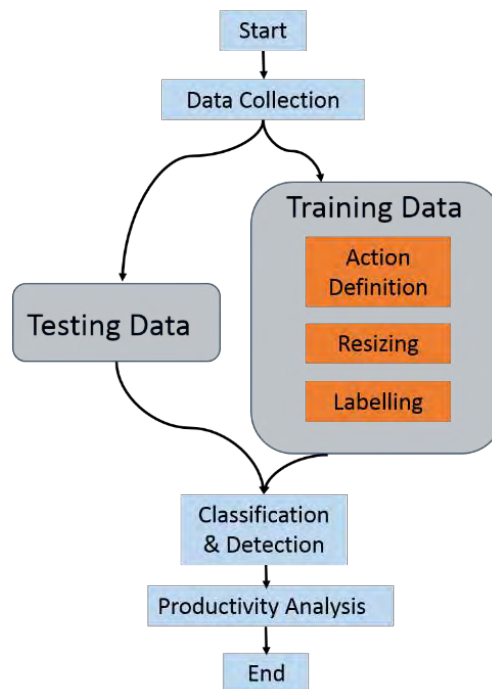 Start
Data Collection
Training Data
Action
Definition
Resizing
Labelling
Testing Data
Classification
& Detection
Productivity Analysis
End